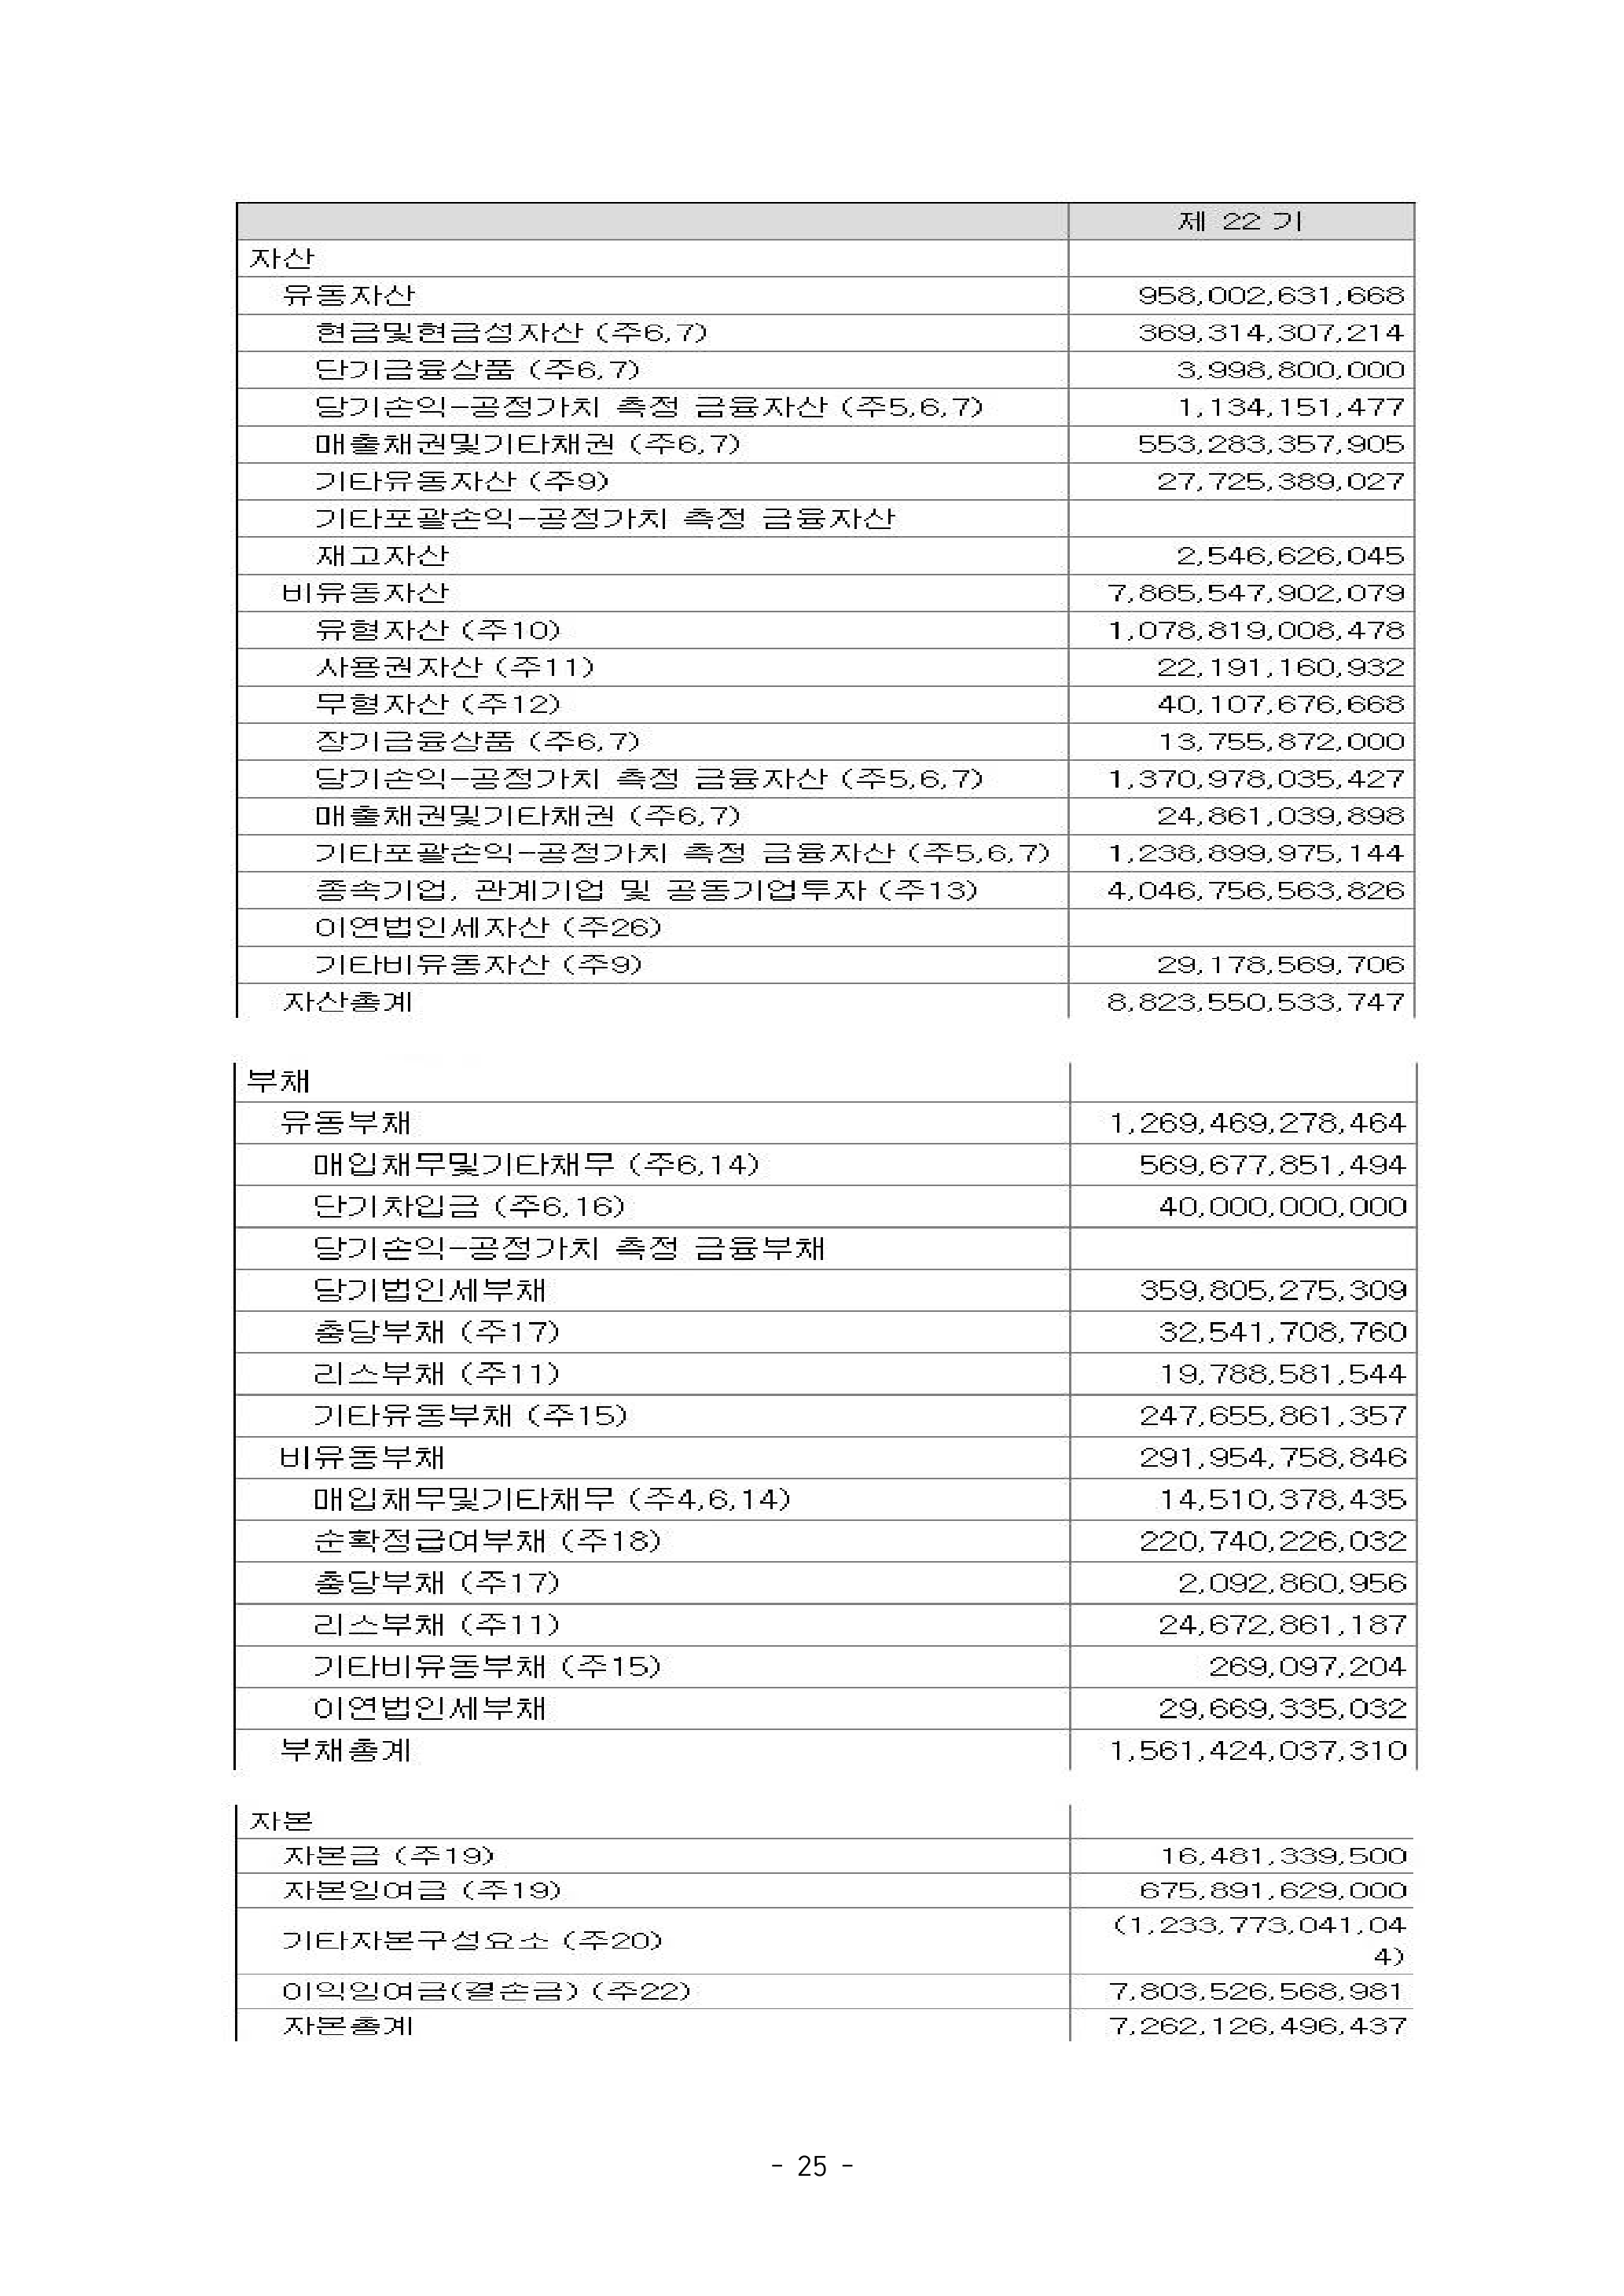 제 22 기
자산
유동자산 958,002,631,668
현금및현금성자산 (주6,7) 369,314,307,214
단기금융상품 (주6,7) 3,998,800,000
당기손익-공정가치 측정 금융자산 (주5,6,7) 1,134,151,477
매출채권및기타채권 (주6,7) 553,283,357,905
기타유동자산 (주9) 27,725,389,027
기타포괄손익-공정가치 측정 금융자산
재고자산 2,546,626,045
비유동자산 7,865,547,902,079
유형자산 (주10) 1,078,819,008,478
사용권자산 (주11) 22,191,160,932
무형자산 (주12) 40,107,676,668
장기금융상품 (주6,7) 13,755,872,000
당기손익-공정가치 측정 금융자산 (주5,6,7) 1,370,978,035,427
매출채권및기타채권 (주6,7) 24,861,039,898
기타포괄손익-공정가치 측정 금융자산 (주5,6,7) 1,238,899,975,144
종속기업, 관계기업 및 공동기업투자 (주13) 4,046,756,563,826
이연법인세자산 (주26)
기타비유동자산 (주9) 29,178,569,706
자산총계 8,823,550,533,747
부채
유동부채 1,269,469,278,464
매입채무및기타채무 (주6,14) 569,677,851,494
단기차입금 (주6,16) 40,000,000,000
당기손익-공정가치 측정 금융부채
당기법인세부채 359,805,275,309
충당부채 (주17) 32,541,708,760
리스부채 (주11) 19,788,581,544
기타유동부채 (주15) 247,655,861,357
비유동부채 291,954,758,846
매입채무및기타채무 (주4,6,14) 14,510,378,435
순확정급여부채 (주18) 220,740,226,032
충당부채 (주17) 2,092,860,956
리스부채 (주11) 24,672,861,187
기타비유동부채 (주15) 269,097,204
이연법인세부채 29,669,335,032
부채총계 1,561,424,037,310
자본
자본금 (주19) 16,481,339,500
자본잉여금 (주19) 675,891,629,000
기타자본구성요소 (주20) (1,233,773,041,04
4)
이익잉여금(결손금) (주22) 7,803,526,568,981
자본총계 7,262,126,496,437
- 25 -